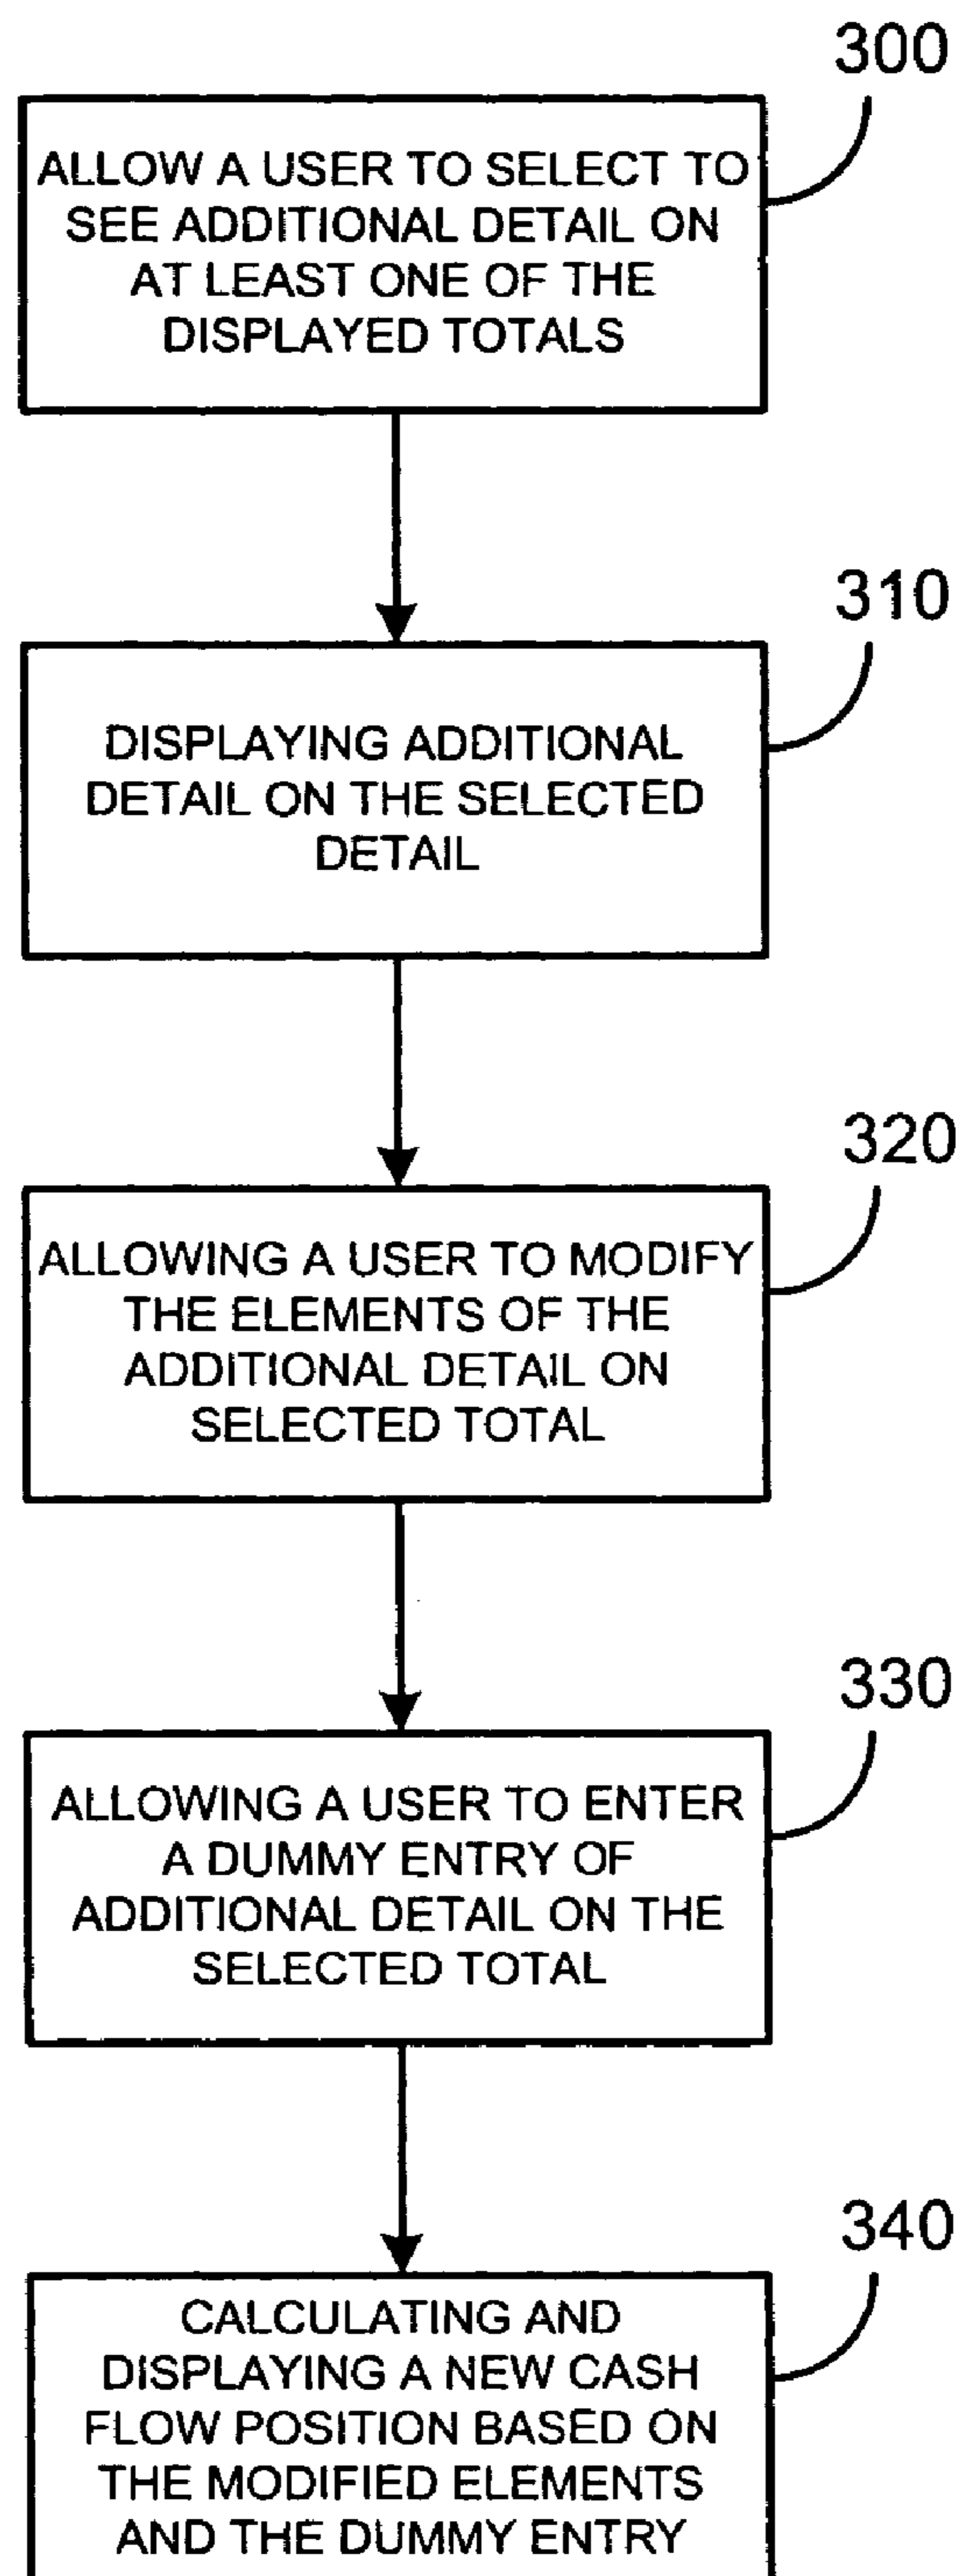 300
ALLOW A USER TO SELECT TO
SEE ADDITIONAL DETAIL ON
AT LEAST ONE OF THE
DISPLAYED TOTALS
310
DISPLAYING ADDITIONAL
DETAIL ON THE SELECTED
DETAIL
320
ALLOWING A USER TO MODIFY
THE ELEMENTS OF THE
ADDITIONAL DETAIL ON
SELECTED TOTAL
330
ALLOWING A USER TO ENTER
A DUMMY ENTRY OF
ADDITIONAL DETAIL ON THE
SELECTED TOTAL
340
CALCULATING AND
DISPLAYING A NEW CASH
FLOW POSITION BASED ON
THE MODIFIED ELEMENTS
AND THE DUMMY ENTRY